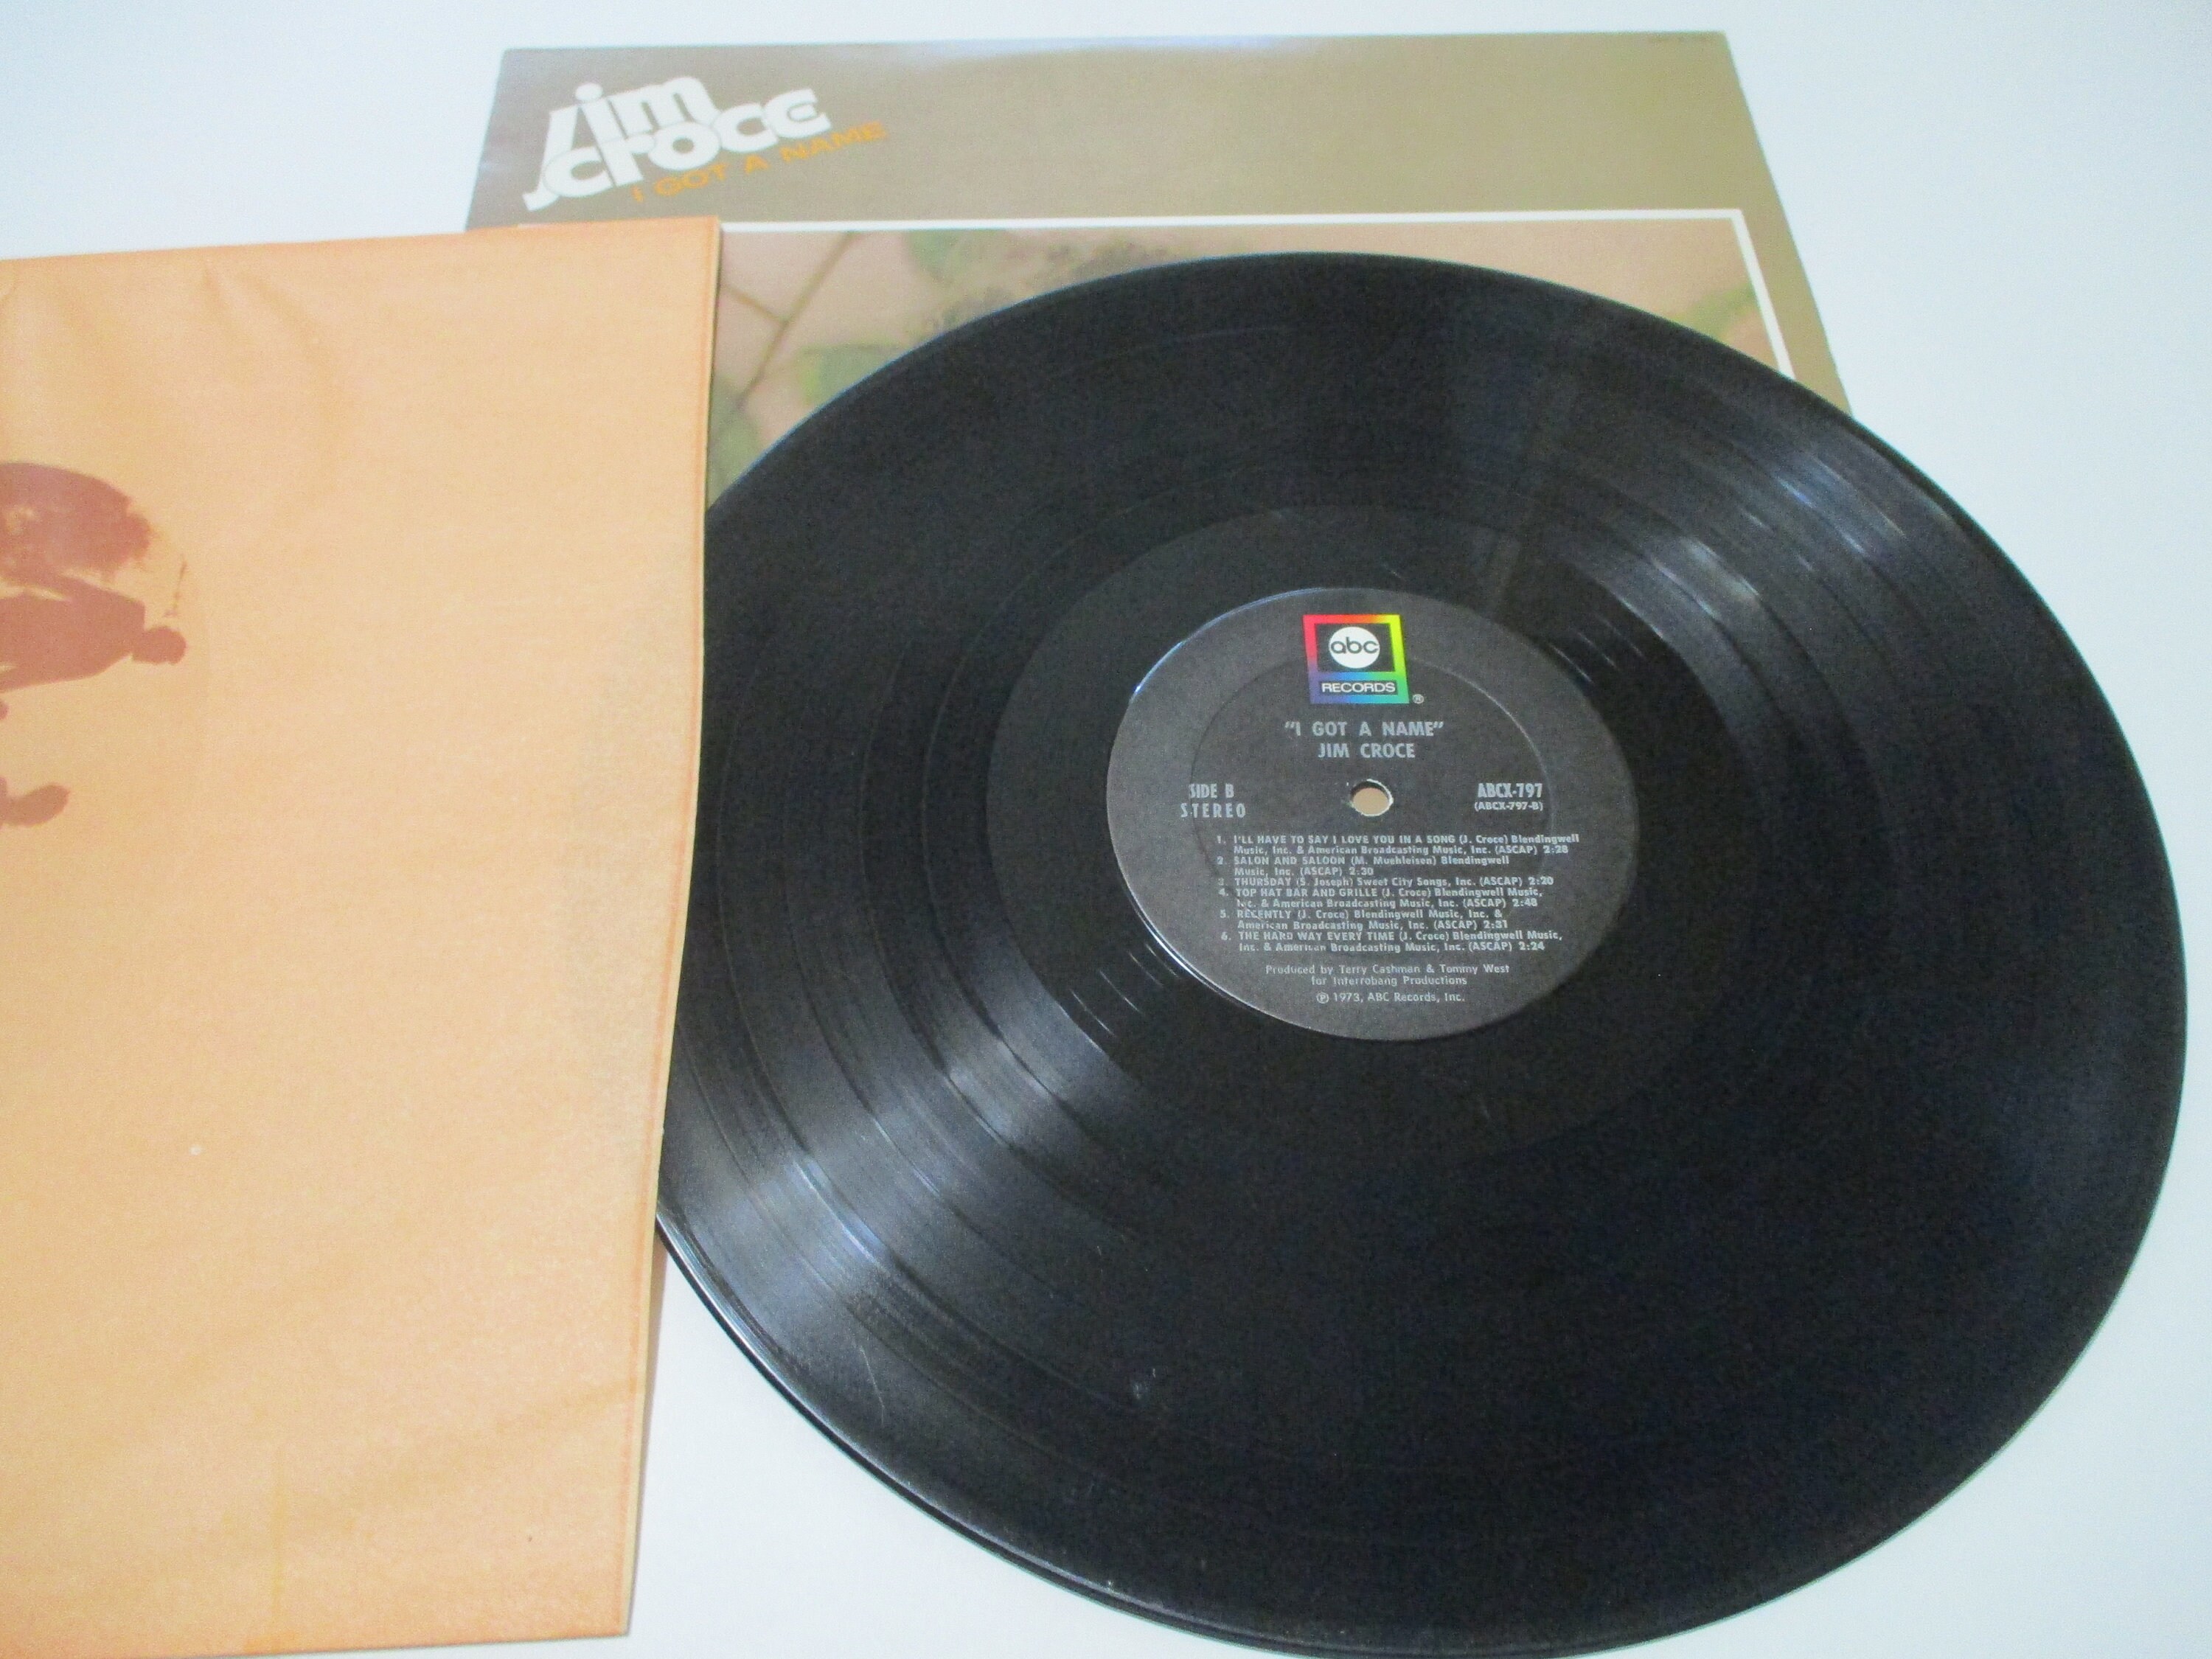 Jim
croce
I GOT A NAME
abc
RECORDS
®
"I GOT A NAME"
JIM CROCE
SIDE B
STEREO
ABCX-797
(ABCX-797-B)
1. I'LL HAVE TO SAY I LOVE YOU IN A SONG (J. Croce) Blendingwell
Music, Inc. & American Broadcasting Music, Inc. (ASCAP) 2:28
2. SALON AND SALOON (M. Muehleisen) Blendingwell
Music, Inc. (ASCAP) 2:30
3. THURSDAY (S. Joseph) Sweet City Songs, Inc. (ASCAP) 2:20
4. TOP HAT BAR AND GRILLE (J. Croce) Blendingwell Music,
Inc. & American Broadcasting Music, Inc. (ASCAP) 2:48
5. RECENTLY (J. Croce) Blendingwell Music, Inc. &
American Broadcasting Music, Inc. (ASCAP) 2:31
6. THE HARD WAY EVERY TIME (J. Croce) Blendingwell Music,
Inc. & American Broadcasting Music, Inc. (ASCAP) 2:24
Produced by Terry Cashman & Tommy West
for Interrobang Productions
℗ 1973, ABC Records, Inc.